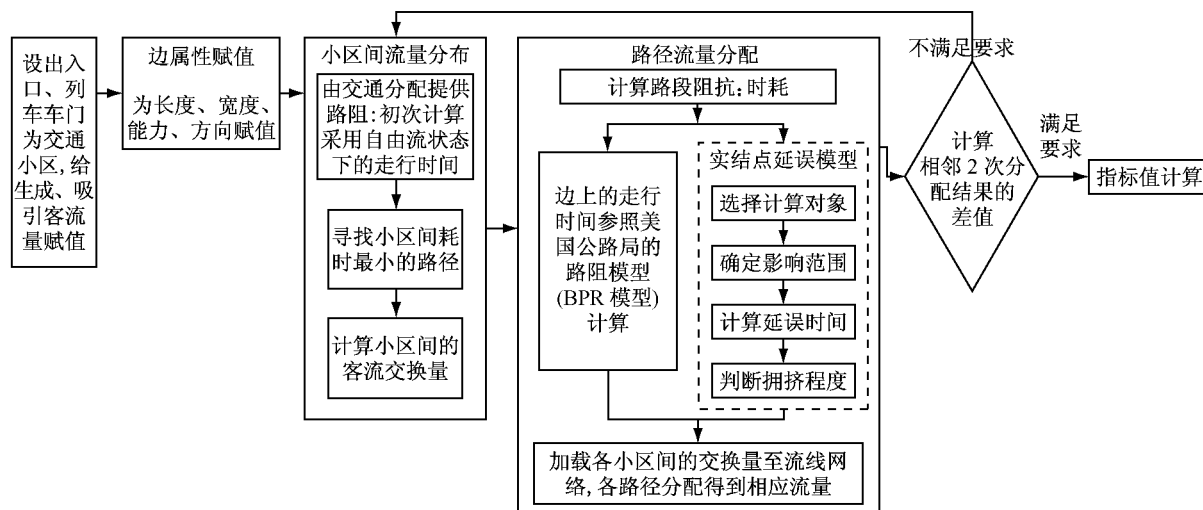 设出入
口、列
车车门
为交通
小区,给
生成、吸
引客流
量赋值
边属性赋值
为长度、宽度、
能力、方向赋值
小区间流量分布
由交通分配提供
路阻:初次计算
采用自由流状态
下的走行时间
寻找小区间耗
时最小的路径
计算小区间的
客流交换量
路径流量分配
计算路段阻抗:时耗
边上的走行
时间参照美
国公路局的
路阻模型
(BPR 模型)
计算
实结点延误模型
选择计算对象
确定影响范围
计算延误时间
判断拥挤程度
加载各小区间的交换量至流线网
络,各路径分配得到相应流量
不满足要求
计算
相邻 2 次分
配结果的
差值
满足
要求
指标值计算